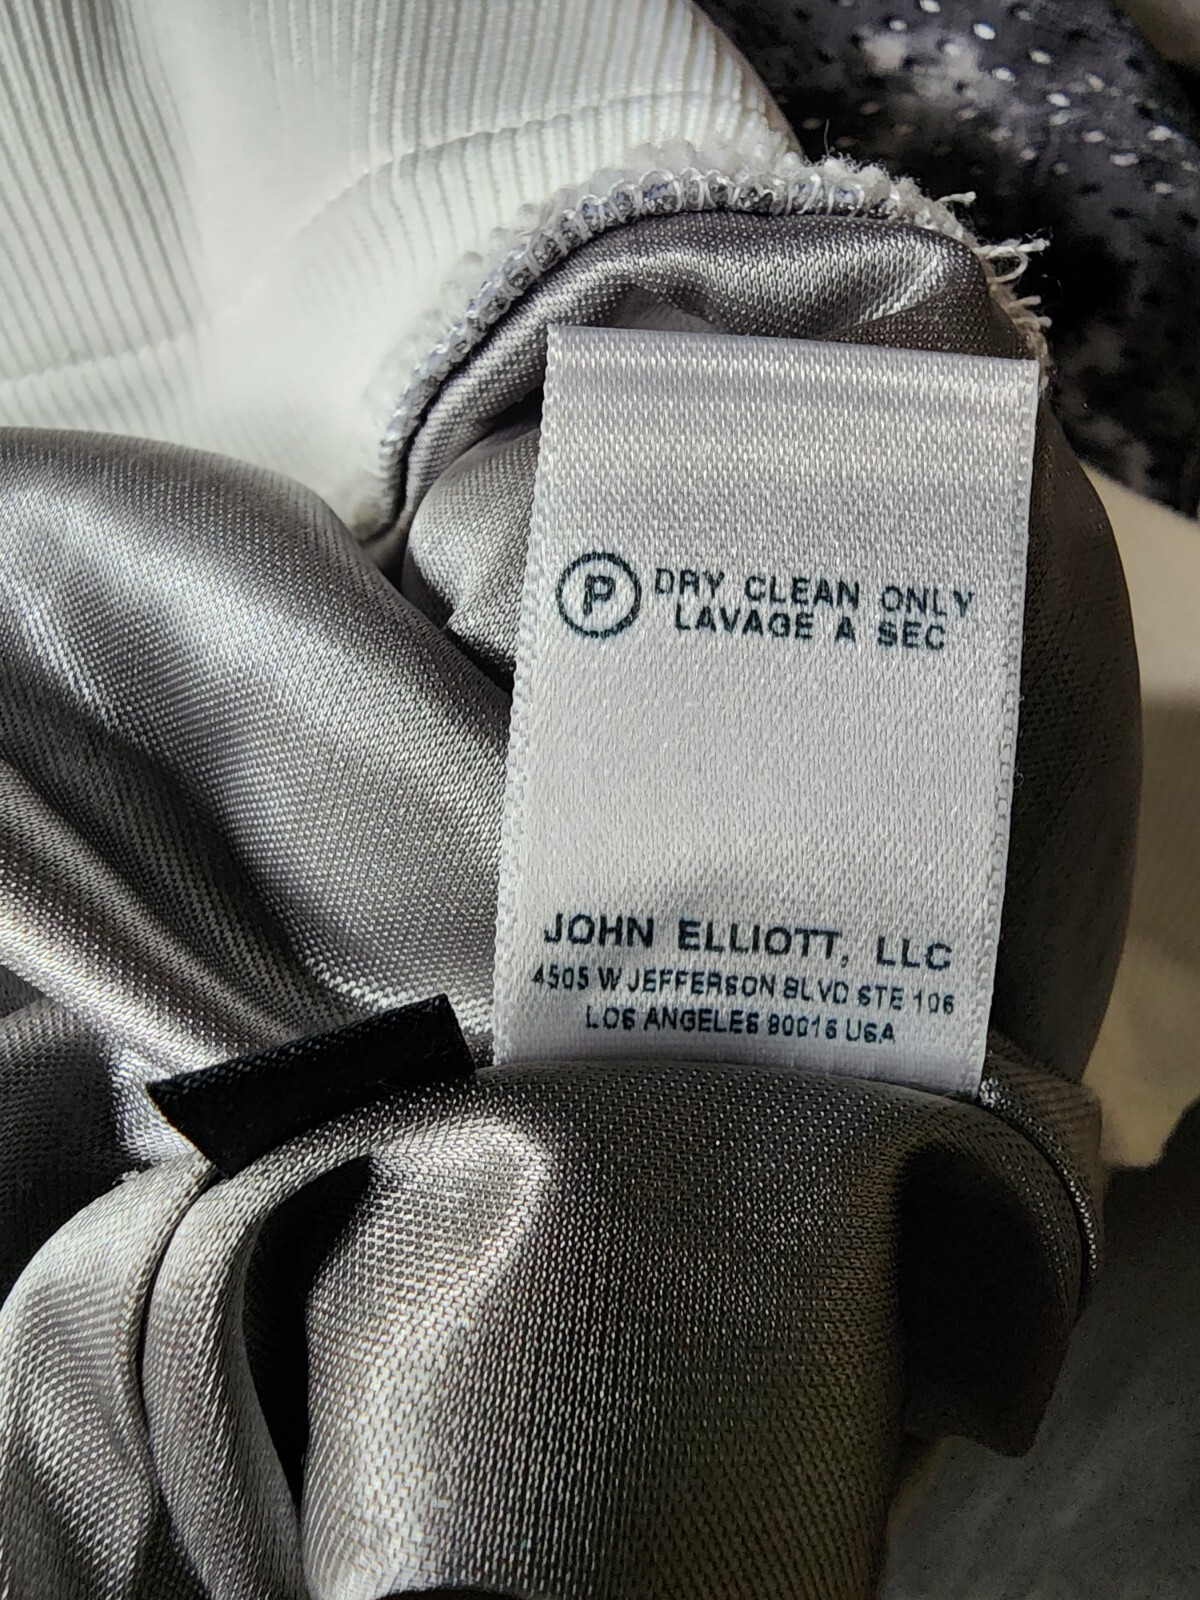 P DRY CLEAN ONLY
LAVAGE A SEC
JOHN ELLIOTT, LLC
4505 W JEFFERSON BLVD STE 106
LOS ANGELES 90016 USA